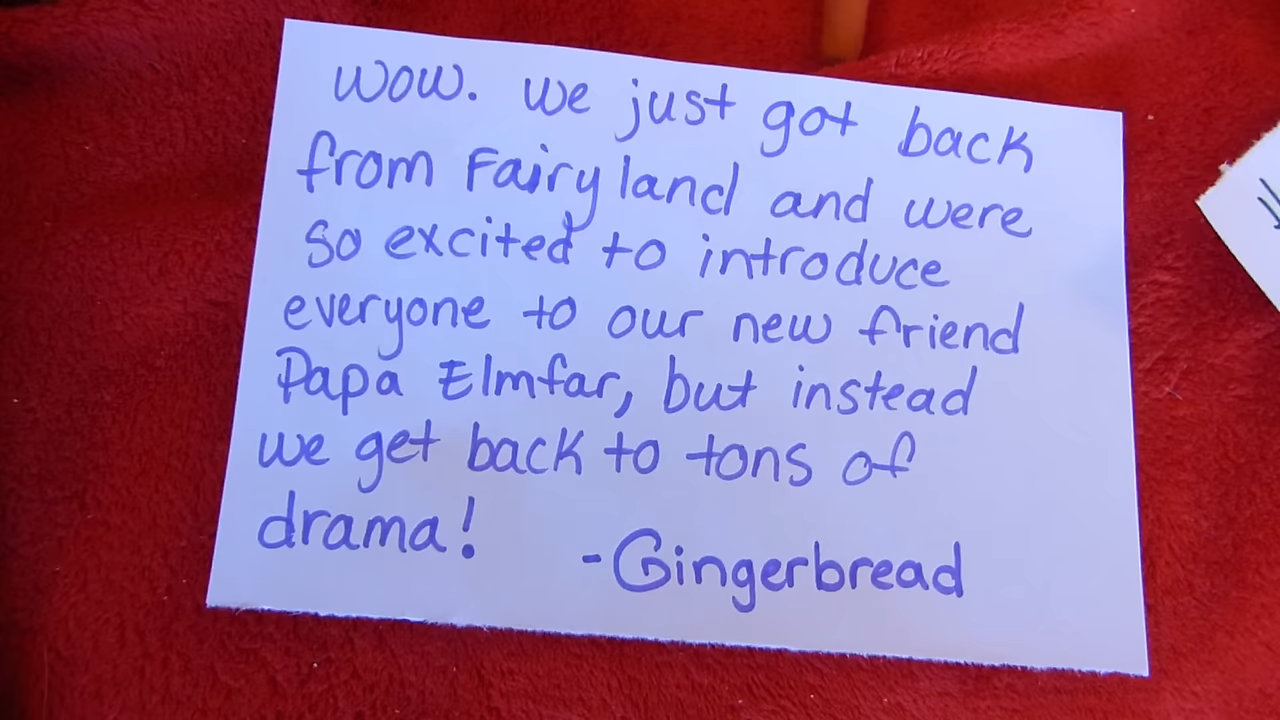 Wow. We just got back
from Fairyland and were
so excited to introduce
everyone to our new friend
Papa Elmfar, but instead
we get back to tons of
drama!
-Gingerbread